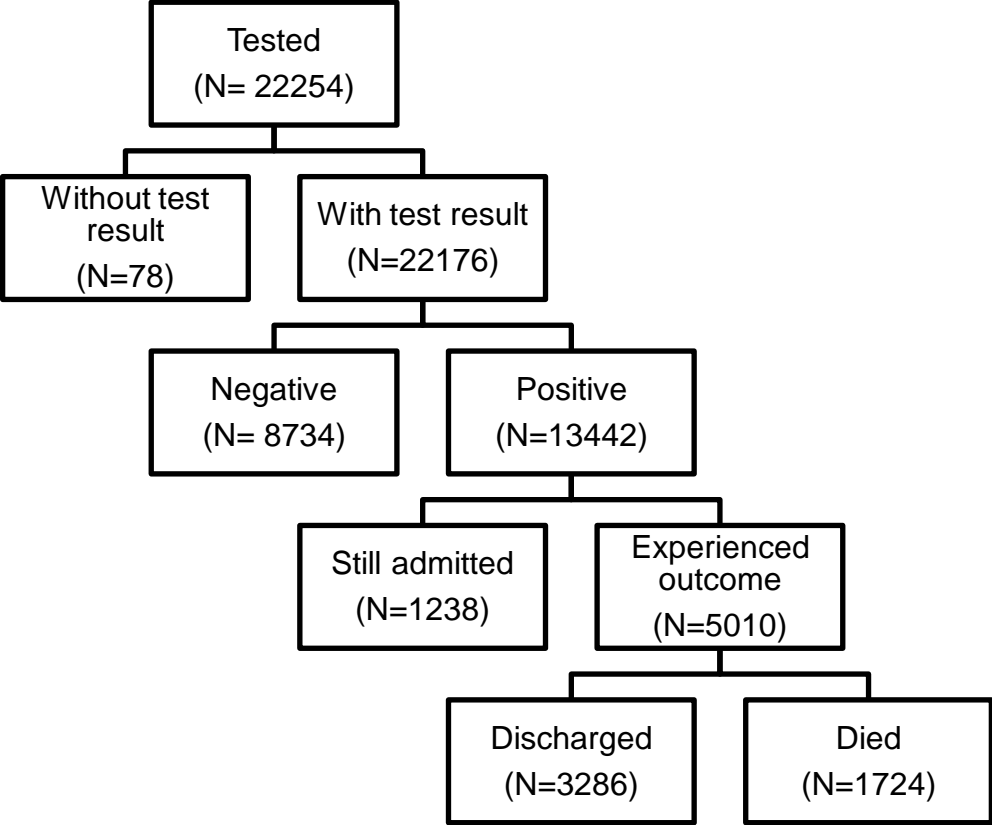 Tested
(N= 22254)
Without test
result
(N=78)
With test result
(N=22176)
Negative
(N= 8734)
Positive
(N=13442)
Still admitted
(N=1238)
Experienced
outcome
(N=5010)
Discharged
(N=3286)
Died
(N=1724)